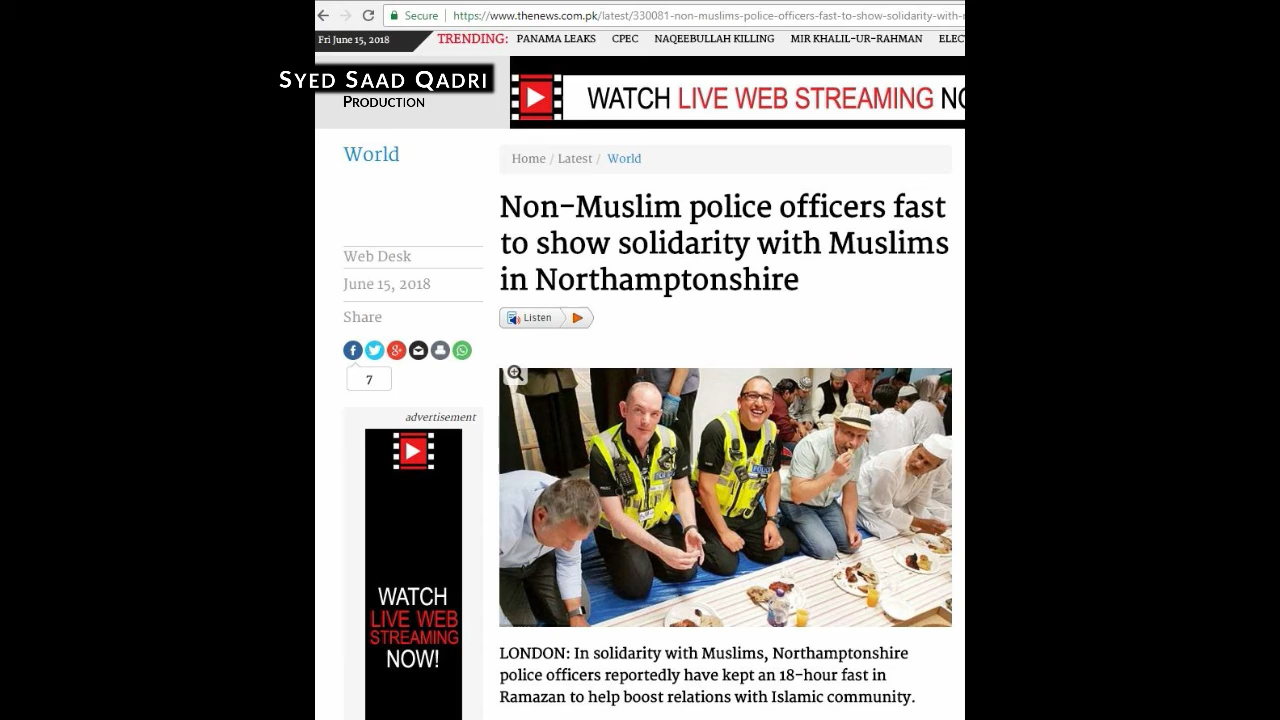 Secure
https://www.thenews.com.pk/latest/330081-non-muslims-police-officers-fast-to-show-solidarity-with-
Fri June 15, 2018
TRENDING: PANAMA LEAKS CPEC NAQEEBULLAH KILLING MIR KHALIL-UR-RAHMAN ELEC
SYED SAAD QADRI
PRODUCTION
WATCH LIVE WEB STREAMING NO
World
Home / Latest / World
Non-Muslim police officers fast
to show solidarity with Muslims
in Northamptonshire
Web Desk
June 15, 2018
Share
7
Listen
advertisement
WATCH
LIVE WEB
STREAMING
NOW!
POLICE
LONDON: In solidarity with Muslims, Northamptonshire
police officers reportedly have kept an 18-hour fast in
Ramazan to help boost relations with Islamic community.